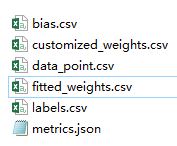 bias.csv
customized_weights.csv
data_point.csv
fitted_weights.csv
labels.csv
metrics.json